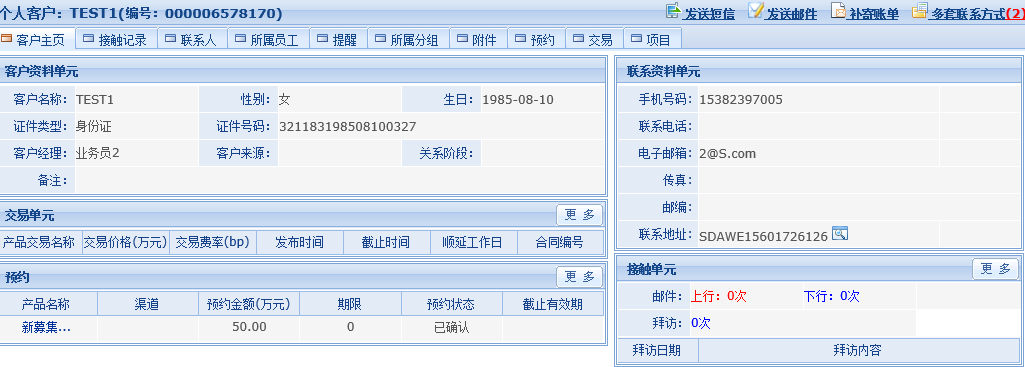 个人客户：TEST1(编号：000006578170) 发送短信 发送邮件 补寄账单 多套联系方式(2)
客户主页 接触记录 联系人 所属员工 提醒 所属分组 附件 预约 交易 项目
客户资料单元
客户名称： TEST1 性别： 女 生日： 1985-08-10
证件类型： 身份证 证件号码： 321183198508100327
客户经理： 业务员2 客户来源： 关系阶段：
备注：
交易单元 更 多
产品交易名称 交易价格(万元) 交易费率(bp) 发布时间 截止时间 顺延工作日 合同编号
预约 更 多
产品名称 渠道 预约金额(万元) 期限 预约状态 截止有效期
新募集... 50.00 0 已确认
联系资料单元
手机号码： 15382397005
联系电话：
电子邮箱： 2@S.com
传真：
邮编：
联系地址： SDAWE15601726126
接触单元 更 多
邮件： 上行：0次 下行：0次
拜访： 0次
拜访日期 拜访内容